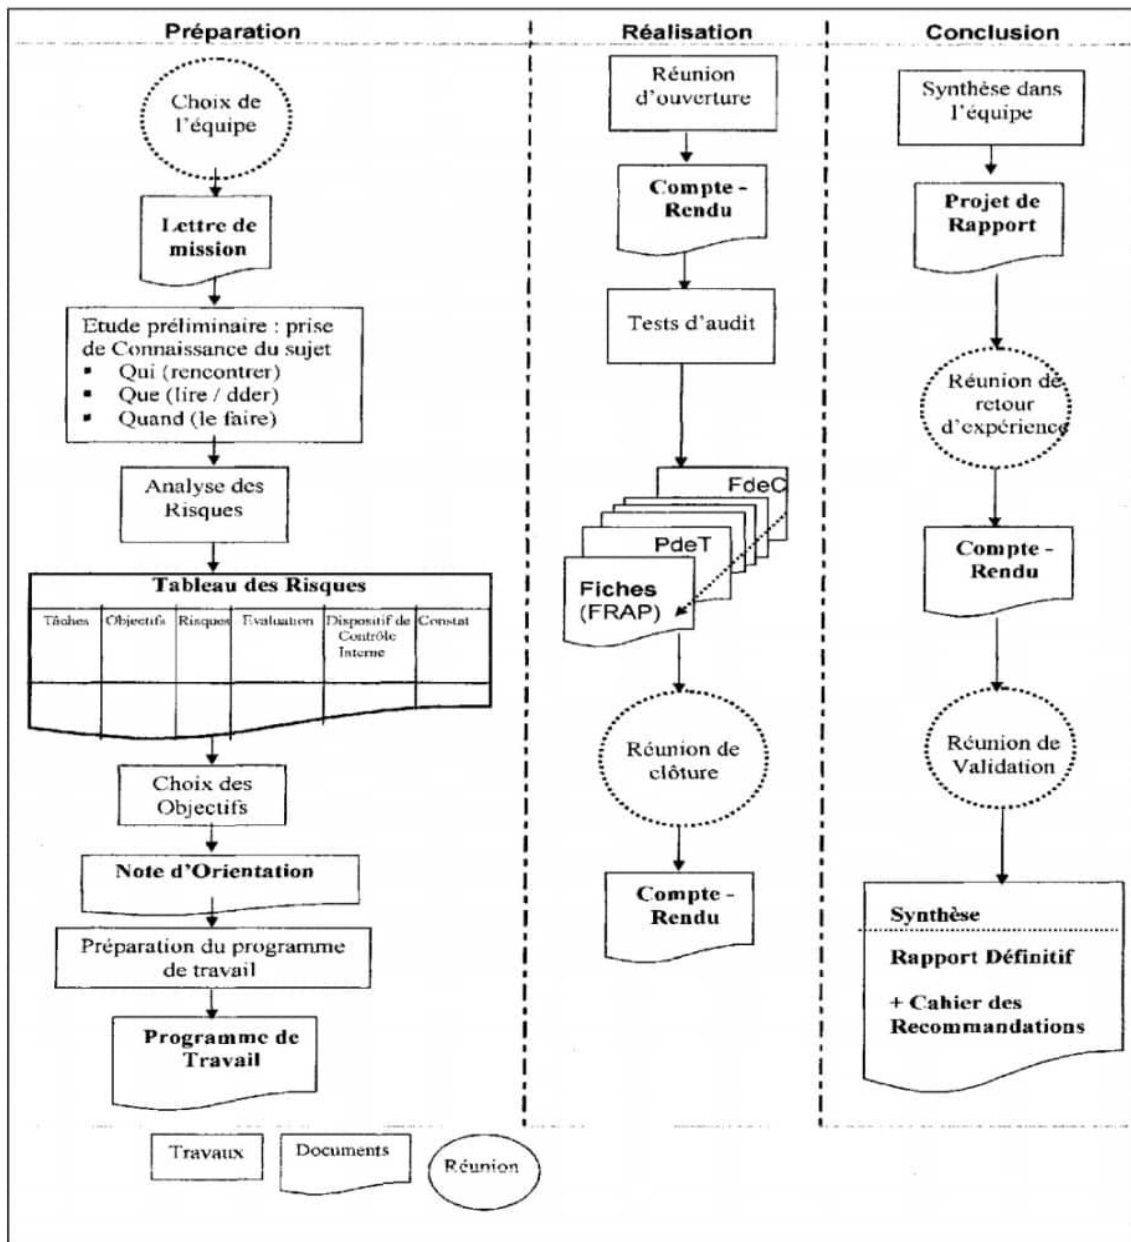 Préparation
Choix de
l'équipe
Lettre de
mission
Etude préliminaire : prise
de Connaissance du sujet
▪ Qui (rencontrer)
▪ Que (lire / dder)
▪ Quand (le faire)
Analyse des
Risques
Tableau des Risques
Tâches Objectifs Risques Evaluation Dispositif de Constat
Contrôle
Interne
Choix des
Objectifs
Note d'Orientation
Préparation du programme
de travail
Programme de
Travail
Réalisation
Réunion
d'ouverture
Compte -
Rendu
Tests d'audit
FdeC
PdeT
Fiches
(FRAP)
Réunion de
clôture
Compte -
Rendu
Conclusion
Synthèse dans
l'équipe
Projet de
Rapport
Réunion de
retour
d'expérience
Compte -
Rendu
Réunion de
Validation
Synthèse
Rapport Définitif
+ Cahier des
Recommandations
Travaux
Documents
Réunion